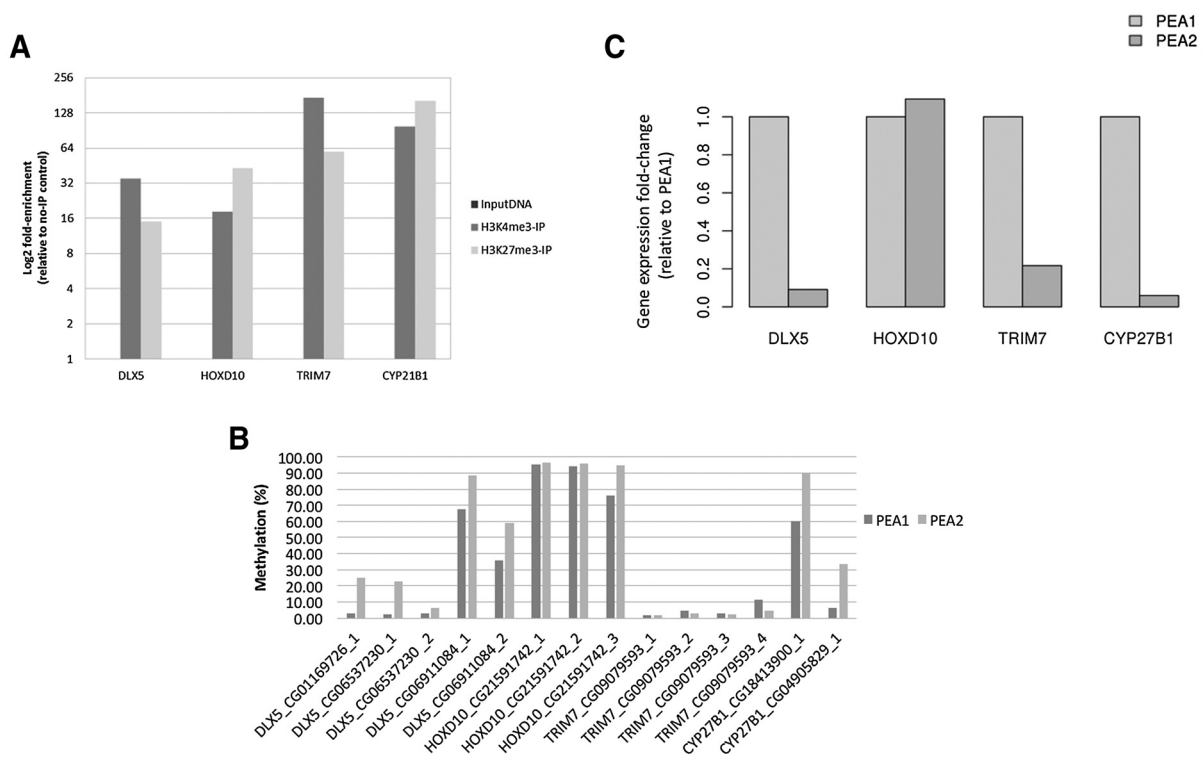 A
Log2 fold-enrichment
(relative to no-IP control)
256
128
64
32
16
8
4
2
1
DLX5
HOXD10
TRIM7
CYP21B1
InputDNA
H3K4me3-IP
H3K27me3-IP
C
PEA1
PEA2
Gene expression fold-change
(relative to PEA1)
1.0
0.8
0.6
0.4
0.2
0.0
DLX5
HOXD10
TRIM7
CYP27B1
B
Methylation (%)
100.00
90.00
80.00
70.00
60.00
50.00
40.00
30.00
20.00
10.00
0.00
DLX5_CG01169726_1
DLX5_CG06537230_1
DLX5_CG06537230_2
DLX5_CG06911084_1
DLX5_CG06911084_2
HOXD10_CG21591742_1
HOXD10_CG21591742_2
HOXD10_CG21591742_3
TRIM7_CG09079593_1
TRIM7_CG09079593_2
TRIM7_CG09079593_3
TRIM7_CG09079593_4
CYP27B1_CG18413900_1
CYP27B1_CG04905829_1
PEA1
PEA2